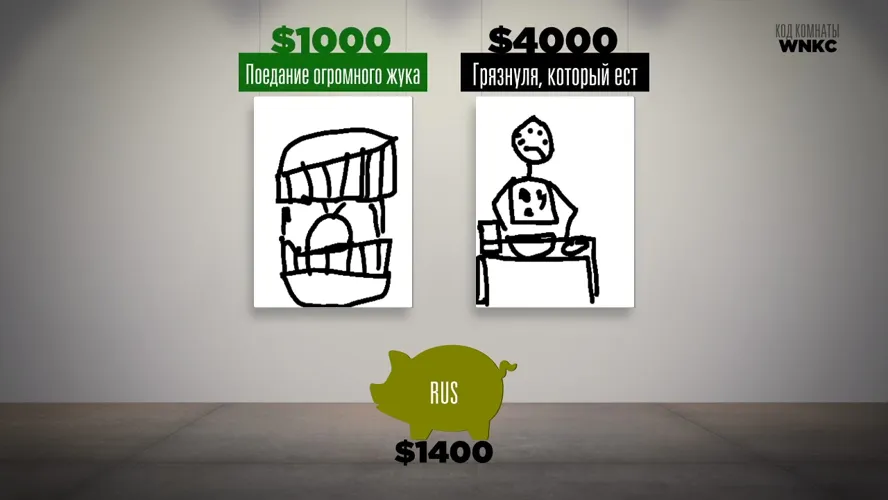 $1000
Поедание огромного жука
$4000
Грязнуля, который ест
КОД КОМНАТЫ
WNKC
RUS
$1400